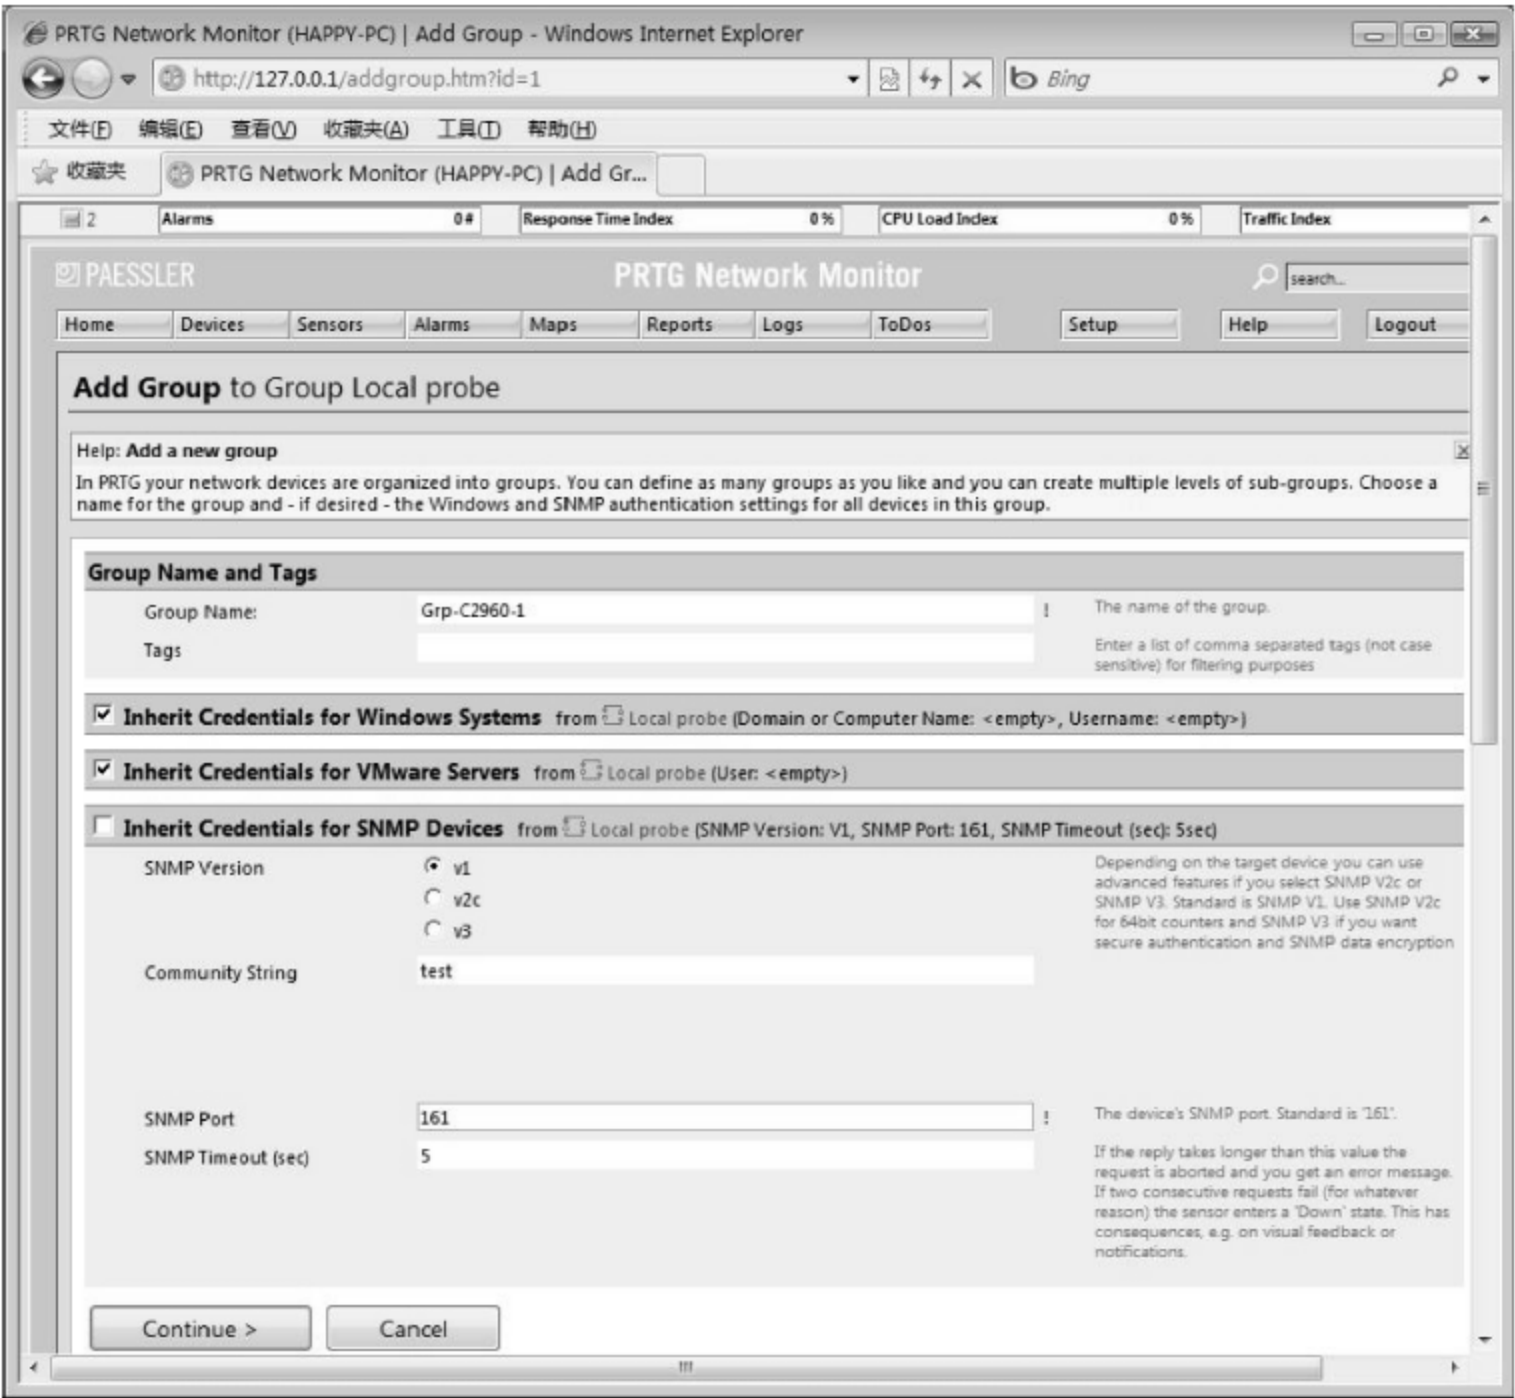 PRTG Network Monitor (HAPPY-PC) | Add Group - Windows Internet Explorer
http://127.0.0.1/addgroup.htm?id=1
Bing
文件(F) 编辑(E) 查看(V) 收藏夹(A) 工具(T) 帮助(H)
收藏夹 PRTG Network Monitor (HAPPY-PC) | Add Gr...
2 Alarms 0# Response Time Index 0% CPU Load Index 0% Traffic Index
PAESSLER PRTG Network Monitor search...
Home Devices Sensors Alarms Maps Reports Logs ToDos Setup Help Logout
Add Group to Group Local probe
Help: Add a new group
In PRTG your network devices are organized into groups. You can define as many groups as you like and you can create multiple levels of sub-groups. Choose a
name for the group and - if desired - the Windows and SNMP authentication settings for all devices in this group.
Group Name and Tags
Group Name: Grp-C2960-1 ! The name of the group.
Tags Enter a list of comma separated tags (not case
sensitive) for filtering purposes
Inherit Credentials for Windows Systems from Local probe (Domain or Computer Name: <empty>, Username: <empty>)
Inherit Credentials for VMware Servers from Local probe (User: <empty>)
Inherit Credentials for SNMP Devices from Local probe (SNMP Version: V1, SNMP Port: 161, SNMP Timeout (sec): 5sec)
SNMP Version v1
v2c
v3
Depending on the target device you can use
advanced features if you select SNMP V2c or
SNMP V3. Standard is SNMP V1. Use SNMP V2c
for 64bit counters and SNMP V3 if you want
secure authentication and SNMP data encryption
Community String test
SNMP Port 161 ! The device's SNMP port. Standard is "161".
SNMP Timeout (sec) 5
If the reply takes longer than this value the
request is aborted and you get an error message.
If two consecutive requests fail (for whatever
reason) the sensor enters a 'Down' state. This has
consequences, e.g. on visual feedback or
notifications.
Continue > Cancel